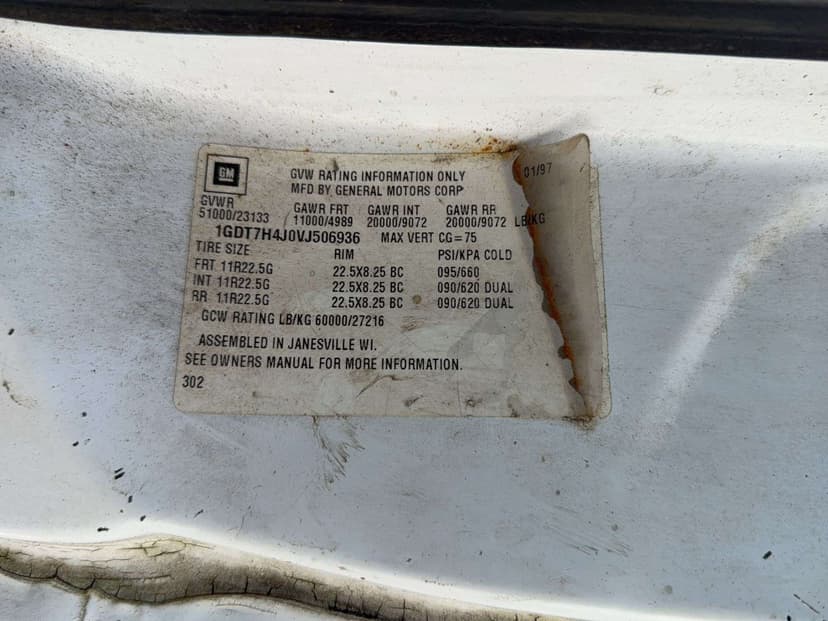 GM
GVW RATING INFORMATION ONLY
01/97
MFD BY GENERAL MOTORS CORP
GVWR GAWR FRT GAWR INT GAWR RR
51000/23133 11000/4989 20000/9072 20000/9072 LB/KG
1GDT7H4J0VJ506936 MAX VERT CG=75
TIRE SIZE RIM PSI/KPA COLD
FRT 11R22.5G 22.5X8.25 BC 095/660
INT 11R22.5G 22.5X8.25 BC 090/620 DUAL
RR 11R22.5G 22.5X8.25 BC 090/620 DUAL
GCW RATING LB/KG 60000/27216
ASSEMBLED IN JANESVILLE WI.
SEE OWNERS MANUAL FOR MORE INFORMATION.
302